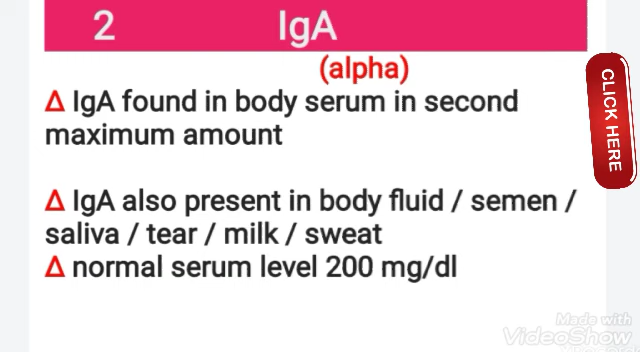 2 IgA
(alpha)
Δ IgA found in body serum in second
maximum amount
CLICK HERE
Δ IgA also present in body fluid / semen /
saliva / tear / milk / sweat
Δ normal serum level 200 mg/dl
Made with
VideoShow